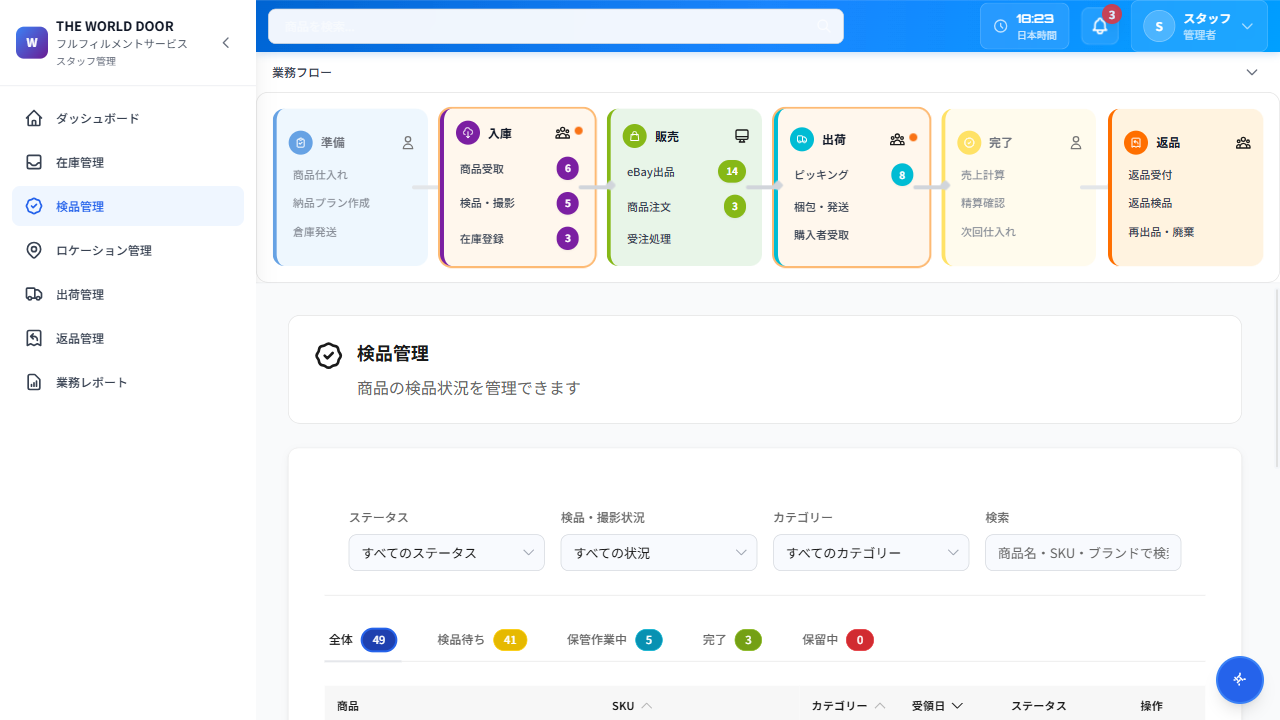 W
THE WORLD DOOR
フルフィルメントサービス
スタッフ管理
ダッシュボード
在庫管理
検品管理
ロケーション管理
出荷管理
返品管理
業務レポート
18:23
日本時間
3
S
スタッフ
管理者
業務フロー
準備
商品仕入れ
納品プラン作成
倉庫発送
入庫
商品受取 6
検品・撮影 5
在庫登録 3
販売
eBay出品 14
商品注文 3
受注処理
出荷
ピッキング 8
梱包・発送
購入者受取
完了
売上計算
精算確認
次回仕入れ
返品
返品受付
返品検品
再出品・廃棄
検品管理
商品の検品状況を管理できます
ステータス 検品・撮影状況 カテゴリー 検索
すべてのステータス すべての状況 すべてのカテゴリー 商品名・SKU・ブランドで検
全体 49 検品待ち 41 保管作業中 5 完了 3 保留中 0
商品 SKU カテゴリー 受領日 ステータス 操作